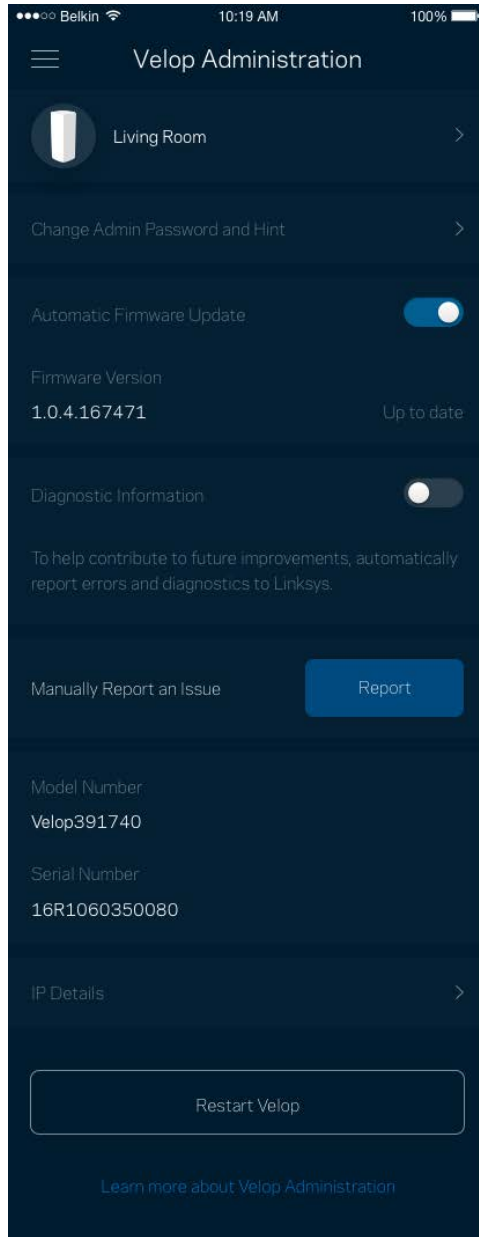 Belkin 10:19 AM 100%
Velop Administration
Living Room
Change Admin Password and Hint
Automatic Firmware Update
Firmware Version
1.0.4.167471 Up to date
Diagnostic Information
To help contribute to future improvements, automatically
report errors and diagnostics to Linksys.
Manually Report an Issue Report
Model Number
Velop391740
Serial Number
16R1060350080
IP Details
Restart Velop
Learn more about Velop Administration